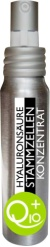 HYALURONSÄURE
STAMMZELLEN
KONZENTRAT
Q10+